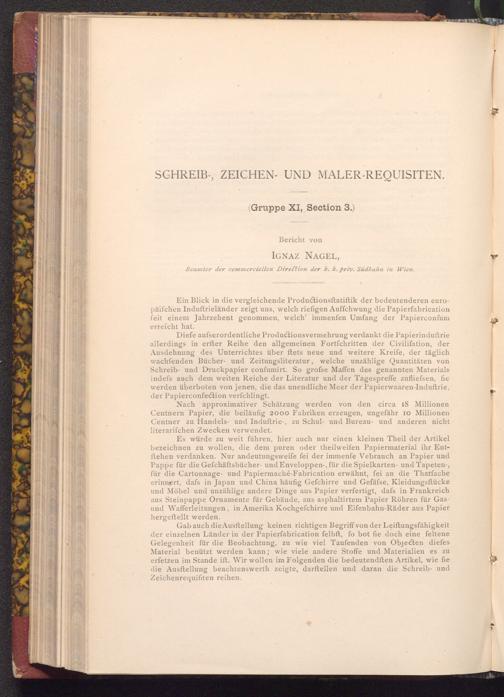 SCHREIB-, ZEICHEN- UND MALER-REQUISITEN.
(Gruppe XI, Section 3.)
Bericht von
IGNAZ NAGEL,
Beamter der commerciellen Direction der k. k. priv. Südbahn in Wien.
Ein Blick in die vergleichende Productionsſtatiſtik der bedeutenderen euro-
päiſchen Induſtrieländer zeigt uns, welch rieſigen Aufſchwung die Papierfabrication
ſeit einem Jahrzehent genommen, welch' immenſen Umfang der Papierconſum
erreicht hat.
Dieſe auſserordentliche Productionsvermehrung verdankt die Papierinduſtrie
allerdings in erſter Reihe den allgemeinen Fortſchritten der Civiliſation, der
Ausdehnung des Unterrichtes über ſtets neue und weitere Kreiſe, der täglich
wachſenden Bücher- und Zeitungsliteratur, welche unzählige Quantitäten von
Schreib- und Druckpapier conſumirt. So groſse Maſſen des genannten Materials
indeſs auch dem weiten Reiche der Literatur und der Tagespreſſe zuflieſsen, ſie
werden überboten von jenen, die das unendliche Meer der Papierwaaren-Induſtrie,
der Papierconfection verſchlingt.
Nach approximativer Schätzung werden von den circa 18 Millionen
Centnern Papier, die beiläufig 2000 Fabriken erzeugen, ungefähr 10 Millionen
Centner zu Handels- und Induſtrie-, zu Schul- und Bureau- und anderen nicht
literariſchen Zwecken verwendet.
Es würde zu weit führen, hier auch nur einen kleinen Theil der Artikel
bezeichnen zu wollen, die dem puren oder theilweiſen Papiermaterial ihr Ent-
ſtehen verdanken. Nur andeutungsweiſe ſei der immenſe Vebrauch an Papier und
Pappe für die Geſchäftsbücher- und Enveloppen-, für die Spielkarten- und Tapeten-,
für die Cartonnage- und Papiermaché-Fabrication erwähnt, ſei an die Thatſache
erinnert, daſs in Japan und China häufig Geſchirre und Gefäſse, Kleidungsſtücke
und Möbel und unzählige andere Dinge aus Papier verfertigt, daſs in Frankreich
aus Steinpappe Ornamente für Gebäude, aus asphaltirtem Papier Röhren für Gas-
und Waſſerleitungen, in Amerika Kochgeſchirre und Eiſenbahn-Räder aus Papier
hergeſtellt werden.
Gab auch die Ausſtellung keinen richtigen Begriff von der Leiſtungsfähigkeit
der einzelnen Länder in der Papierfabrication ſelbſt, ſo bot ſie doch eine ſeltene
Gelegenheit für die Beobachtung, zu wie viel Tauſenden von Objecten dieſes
Material benützt werden kann; wie viele andere Stoffe und Materialien es zu
erſetzen im Stande iſt. Wir wollen im Folgenden die bedeutendſten Artikel, wie ſie
die Ausſtellung beachtenswerth zeigte, darſtellen und daran die Schreib- und
Zeichenrequiſiten reihen.